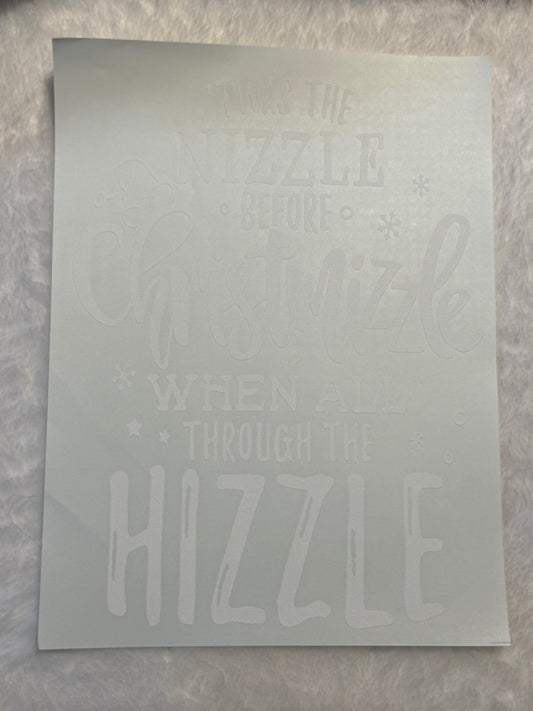 'TWAS THE
NIZZLE
BEFORE
Christmizzle
WHEN ALL
THROUGH THE
HIZZLE